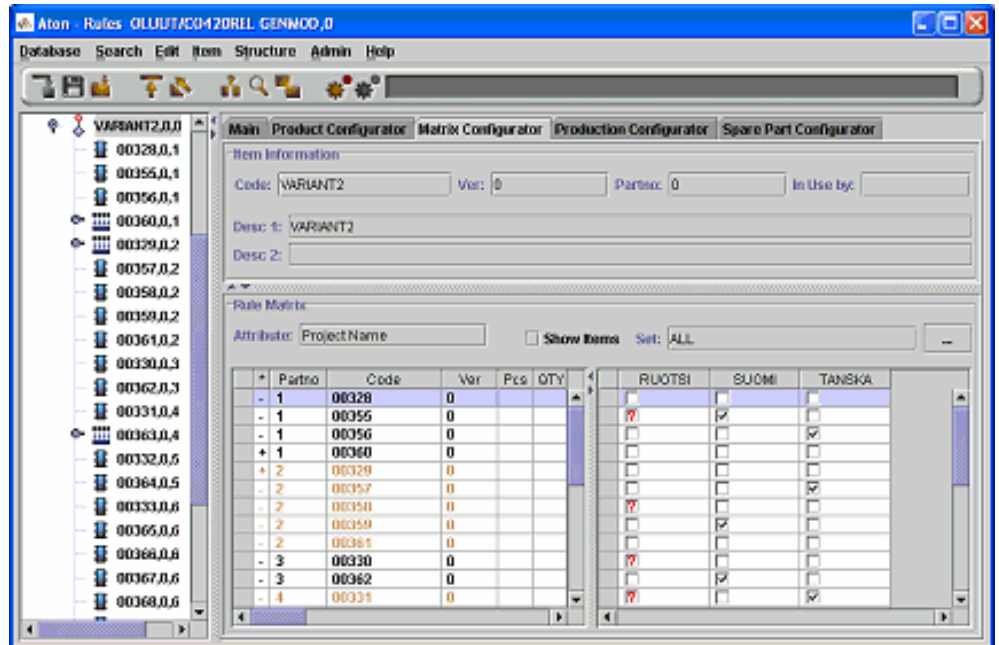 Aton - Rules OLUUT/CO420REL GENMOD,0
Database Search Edit Item Structure Admin Help
VARIANT2,0,0
00328,0,1
00355,0,1
00356,0,1
00360,0,1
00329,0,2
00357,0,2
00358,0,2
00359,0,2
00361,0,2
00330,0,3
00362,0,3
00331,0,4
00363,0,4
00332,0,5
00364,0,5
00333,0,6
00365,0,6
00366,0,6
00367,0,6
00368,0,6
Main Product Configurator Matrix Configurator Production Configurator Spare Part Configurator
Item Information
Code: VARIANT2 Ver: 0 Partno: 0 In Use by:
Desc 1: VARIANT2
Desc 2:
Rule Matrix
Attribute: Project Name Show Items Set: ALL ...
* Partno Code Ver Pcs QTY RUOTSI SUOMI TANSKA
- 1 00328 0
- 1 00355 0 ?
- 1 00356 0
+ 1 00360 0
+ 2 00329 0
- 2 00357 0
- 2 00358 0 ?
- 2 00359 0
- 2 00361 0
- 3 00330 0 ?
- 3 00362 0
- 4 00331 0 ?